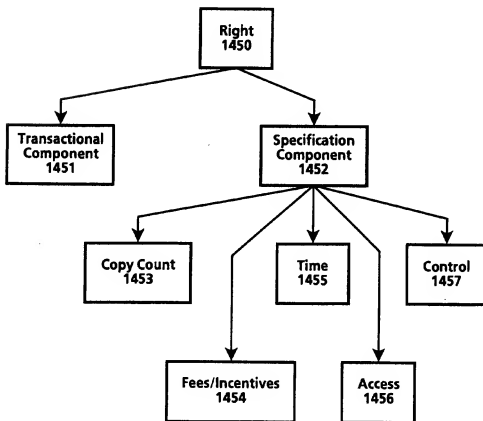 Right
1450
Transactional
Component
1451
Specification
Component
1452
Copy Count
1453
Time
1455
Control
1457
Fees/Incentives
1454
Access
1456